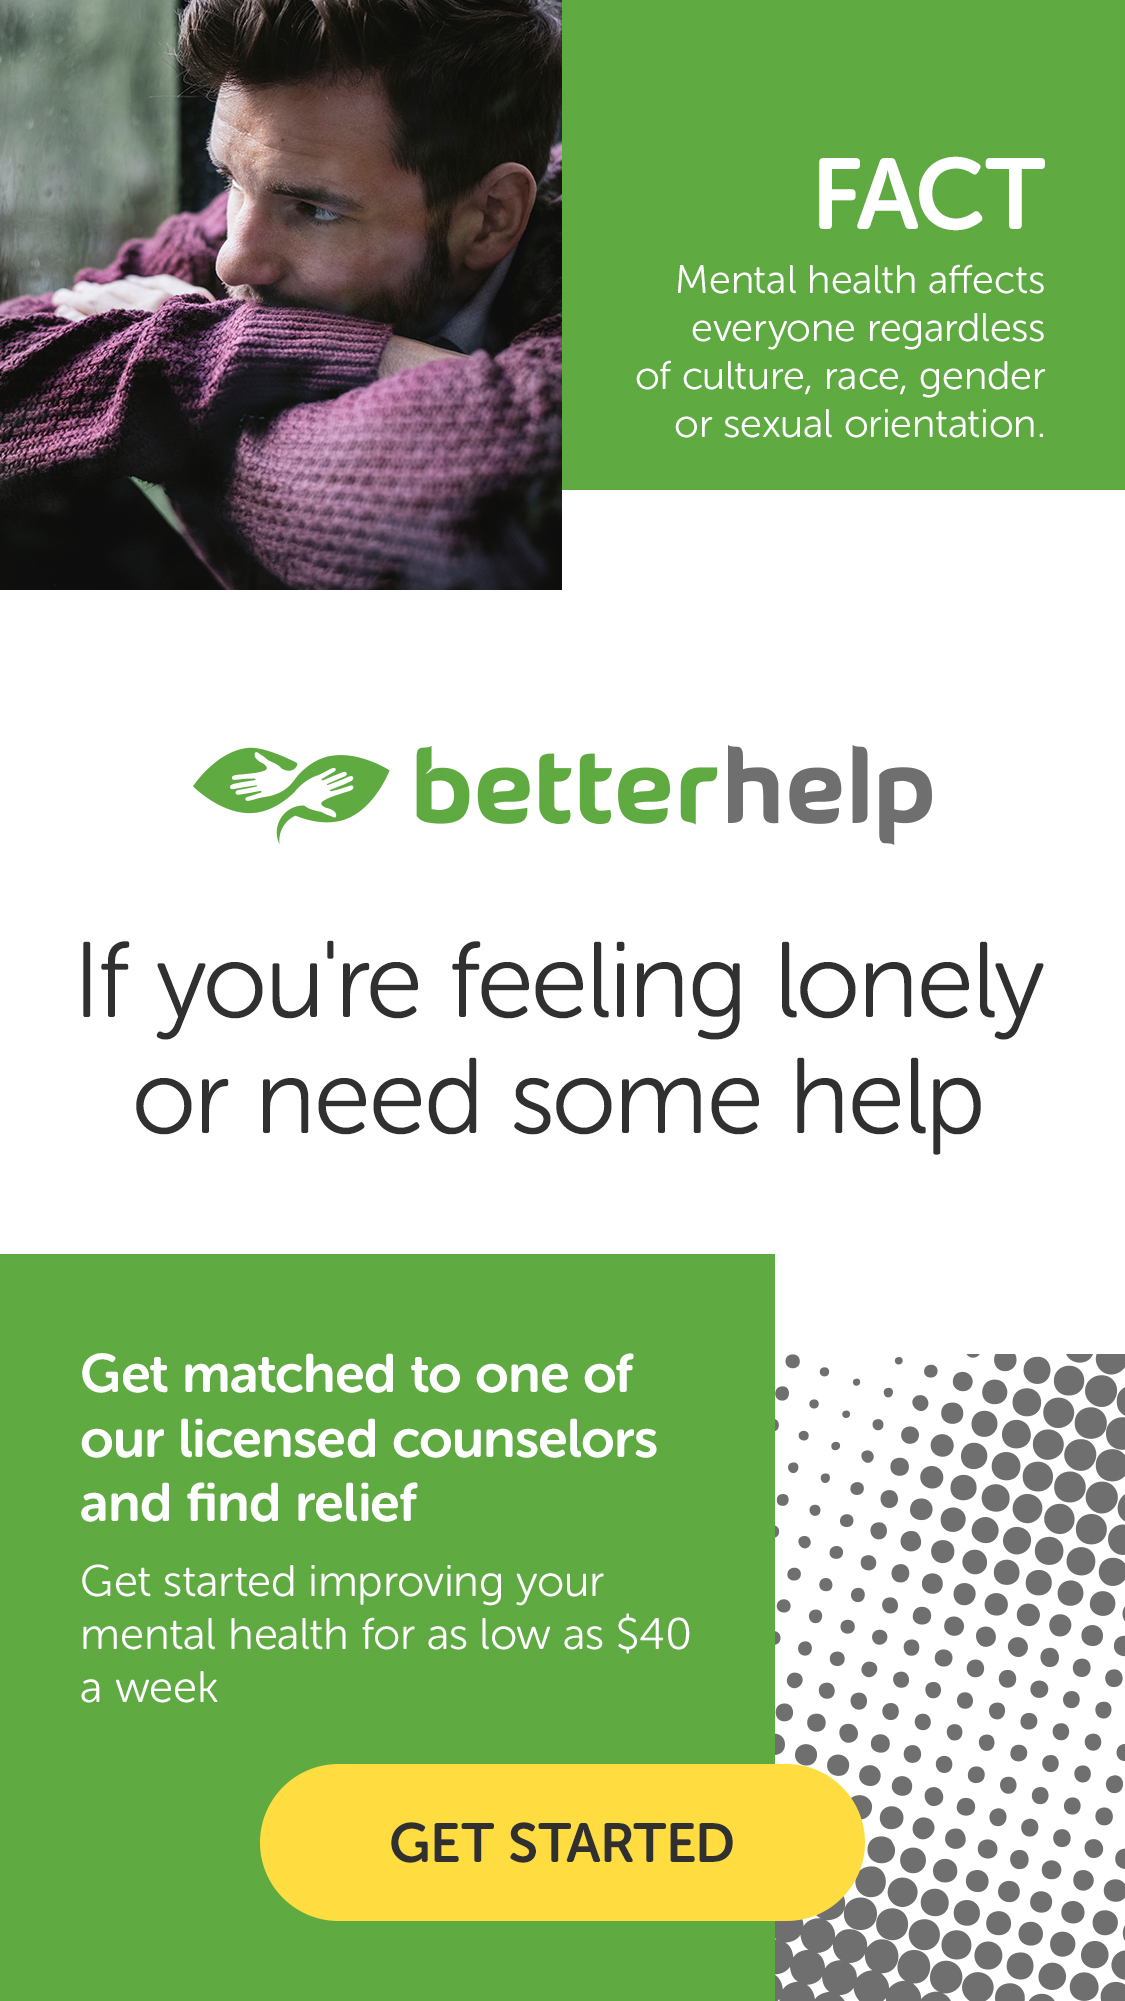 FACT
Mental health affects
everyone regardless
of culture, race, gender
or sexual orientation.
betterhelp
If you're feeling lonely
or need some help
Get matched to one of
our licensed counselors
and find relief
Get started improving your
mental health for as low as $40
a week
GET STARTED